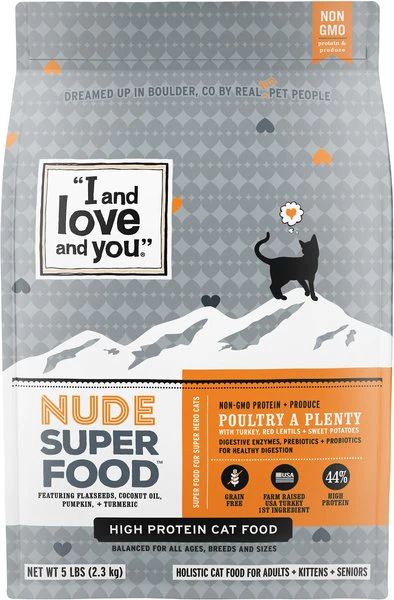 NON
GMO
protein &
produce
DREAMED UP IN BOULDER, CO BY REAL PET PEOPLE
"I and
love
and you®"
NUDE
SUPER
FOOD™
FEATURING FLAXSEEDS, COCONUT OIL,
PUMPKIN, + TURMERIC
SUPER FOOD FOR SUPER HERO CATS
NON-GMO PROTEIN + PRODUCE
POULTRY A PLENTY
WITH TURKEY, RED LENTILS + SWEET POTATOES
DIGESTIVE ENZYMES, PREBIOTICS + PROBIOTICS
FOR HEALTHY DIGESTION
GRAIN
FREE
USA
FARM RAISED
USA TURKEY
1ST INGREDIENT
44%
HIGH
PROTEIN
HIGH PROTEIN CAT FOOD
BALANCED FOR ALL AGES, BREEDS AND SIZES
NET WT 5 LBS (2.3 kg)
HOLISTIC CAT FOOD FOR ADULTS + KITTENS + SENIORS